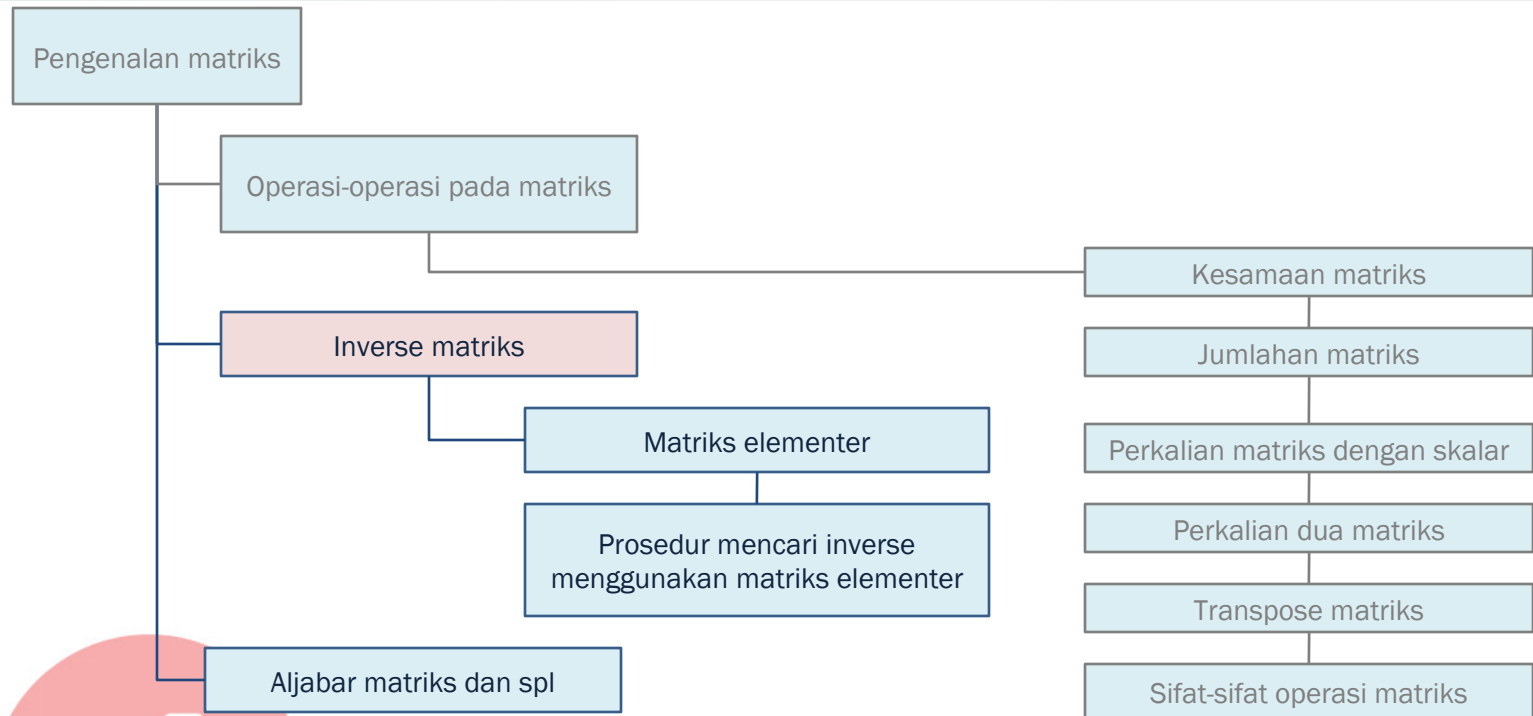 Pengenalan matriks
Operasi-operasi pada matriks
Kesamaan matriks
Inverse matriks
Jumlahan matriks
Matriks elementer
Perkalian matriks dengan skalar
Prosedur mencari inverse
menggunakan matriks elementer
Perkalian dua matriks
Transpose matriks
Aljabar matriks dan spl
Sifat-sifat operasi matriks